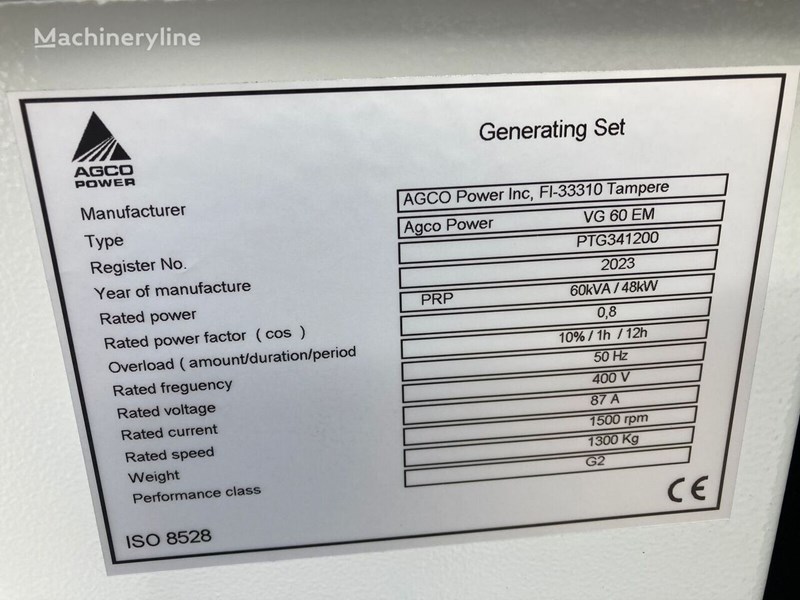 Machineryline
Generating Set
AGCO
POWER
Manufacturer AGCO Power Inc, FI-33310 Tampere
Type Agco Power VG 60 EM
Register No. PTG341200
Year of manufacture 2023
Rated power PRP 60kVA / 48kW
Rated power factor ( cos ) 0,8
Overload ( amount/duration/period 10% / 1h / 12h
Rated freguency 50 Hz
Rated voltage 400 V
Rated current 87 A
Rated speed 1500 rpm
Weight 1300 Kg
Performance class G2
ISO 8528
CE